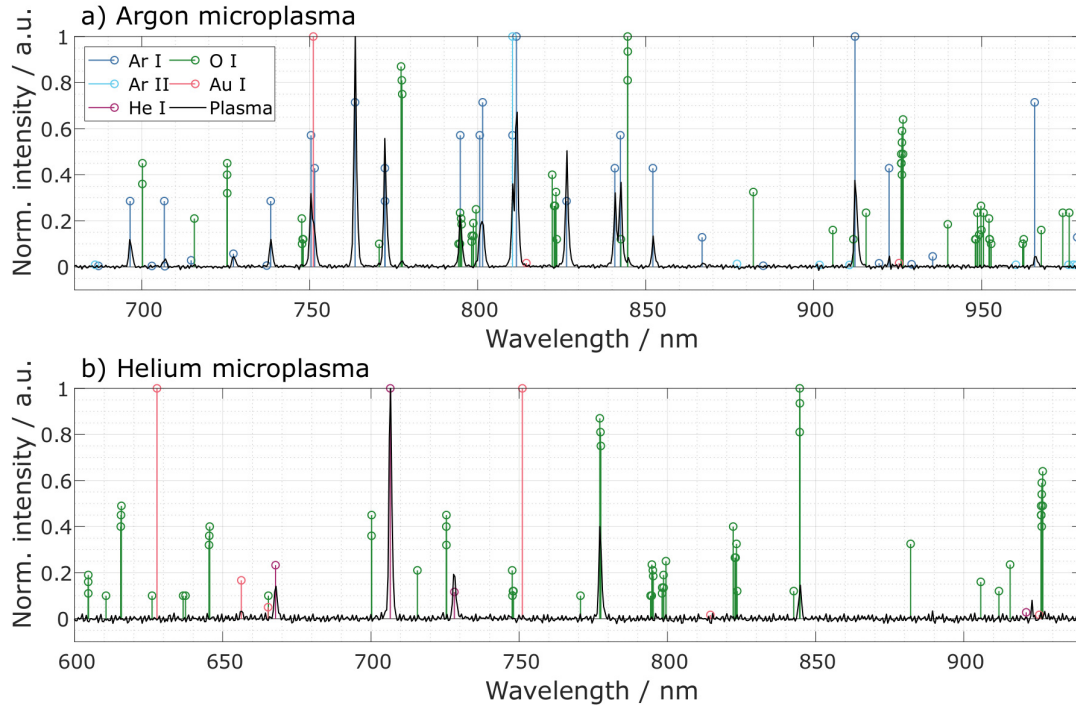 a) Argon microplasma
Norm. intensity / a.u.
1
0.8
0.6
0.4
0.2
0
Ar I
O I
Ar II
Au I
He I
Plasma
700 750 800 850 900 950
Wavelength / nm
b) Helium microplasma
Norm. intensity / a.u.
1
0.8
0.6
0.4
0.2
0
600 650 700 750 800 850 900
Wavelength / nm